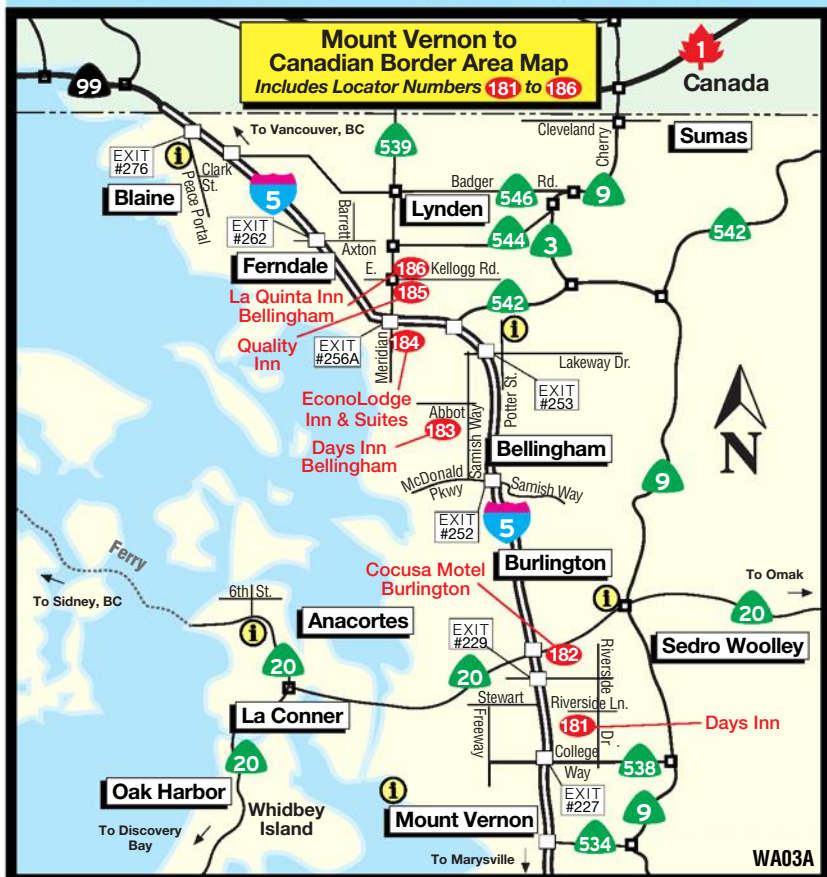 Mount Vernon to
Canadian Border Area Map
Includes Locator Numbers 181 to 186
1
Canada
99
To Vancouver, BC
539
Cleveland
Cherry
Sumas
EXIT
#276
Clark
St.
Peace Portal
Blaine
5
Badger Rd.
546
9
Lynden
EXIT
#262
Barrett
Axton
544
3
542
Ferndale
E. Kellogg Rd.
186
185
La Quinta Inn
Bellingham
542
Quality
Inn
EXIT
#256A
Meridian
184
Lakeway Dr.
Potter St.
EXIT
#253
EconoLodge
Inn & Suites
Abbot
183
Samish Way
Days Inn
Bellingham
Bellingham
N
McDonald
Pkwy
Samish Way
9
EXIT
#252
5
Ferry
Burlington
Cocusa Motel
Burlington
To Omak
To Sidney, BC
6th St.
20
Anacortes
EXIT
#229
182
Sedro Woolley
20
20
Riverside
Dr.
Stewart
Riverside Ln.
La Conner
Freeway
181
Days Inn
20
College
Way
538
Oak Harbor
EXIT
#227
Whidbey
Island
Mount Vernon
9
To Discovery
Bay
534
To Marysville
WA03A